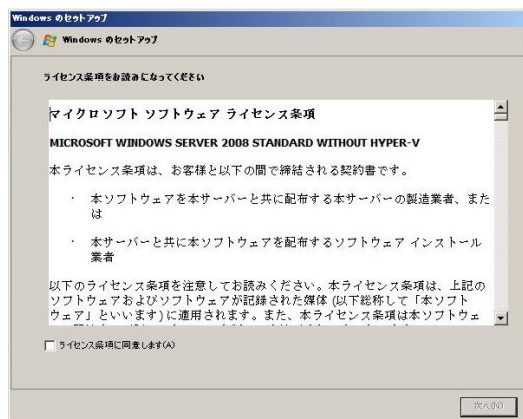 Windows のセットアップ
Windows のセットアップ
ライセンス条項をお読みになってください
マイクロソフト ソフトウェア ライセンス条項
MICROSOFT WINDOWS SERVER 2008 STANDARD WITHOUT HYPER-V
本ライセンス条項は、お客様と以下の間で締結される契約書です。
・ 本ソフトウェアを本サーバーと共に配布する本サーバーの製造業者、また
は
・ 本サーバーと共に本ソフトウェアを配布するソフトウェア インストール
業者
以下のライセンス条項を注意してお読みください。本ライセンス条項は、上記の
ソフトウェアおよびソフトウェアが記録された媒体 (以下総称して「本ソフト
ウェア」といいます) に適用されます。また、本ライセンス条項は本ソフトウェ
ライセンス条項に同意します(A)
次へ(N)